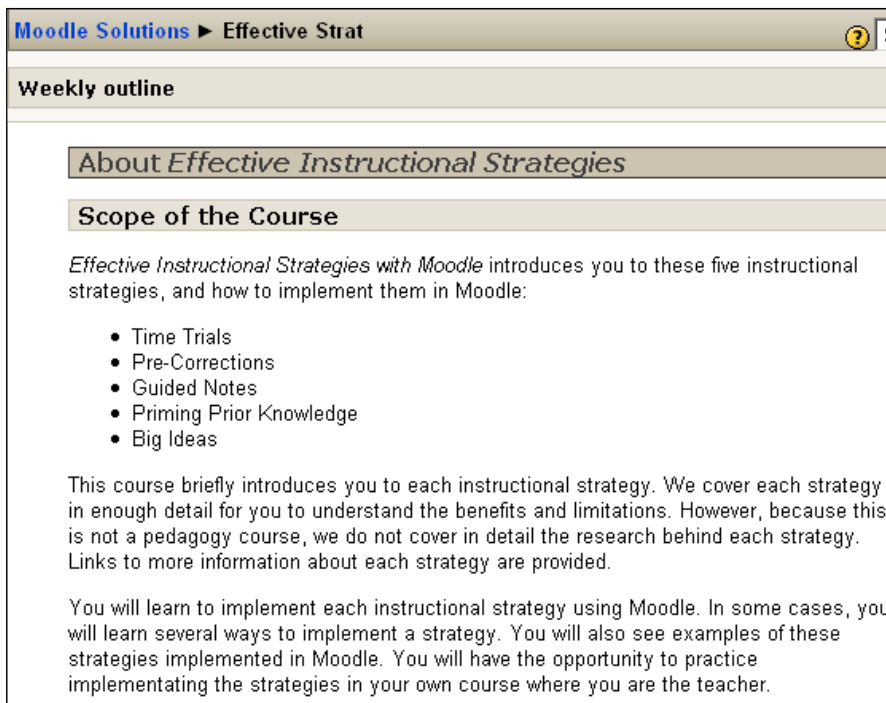 Moodle Solutions ► Effective Strat
Weekly outline
About Effective Instructional Strategies
Scope of the Course
Effective Instructional Strategies with Moodle introduces you to these five instructional
strategies, and how to implement them in Moodle:
• Time Trials
• Pre-Corrections
• Guided Notes
• Priming Prior Knowledge
• Big Ideas
This course briefly introduces you to each instructional strategy. We cover each strategy
in enough detail for you to understand the benefits and limitations. However, because this
is not a pedagogy course, we do not cover in detail the research behind each strategy.
Links to more information about each strategy are provided.
You will learn to implement each instructional strategy using Moodle. In some cases, you
will learn several ways to implement a strategy. You will also see examples of these
strategies implemented in Moodle. You will have the opportunity to practice
implementating the strategies in your own course where you are the teacher.